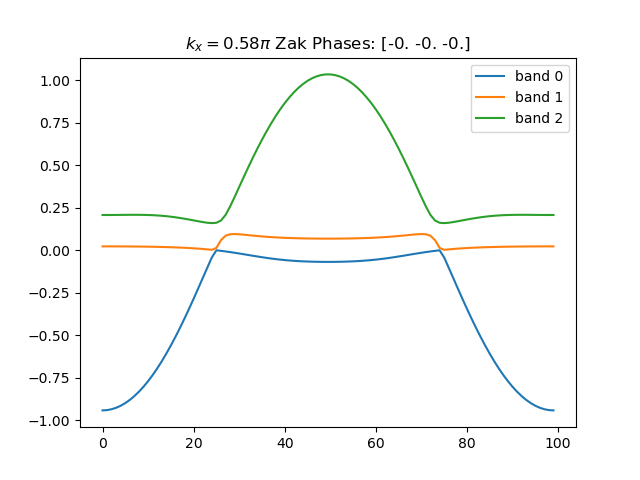 k_x = 0.58π Zak Phases: [-0. -0. -0.]
band 0
band 1
band 2
1.00
0.75
0.50
0.25
0.00
−0.25
−0.50
−0.75
−1.00
0 20 40 60 80 100